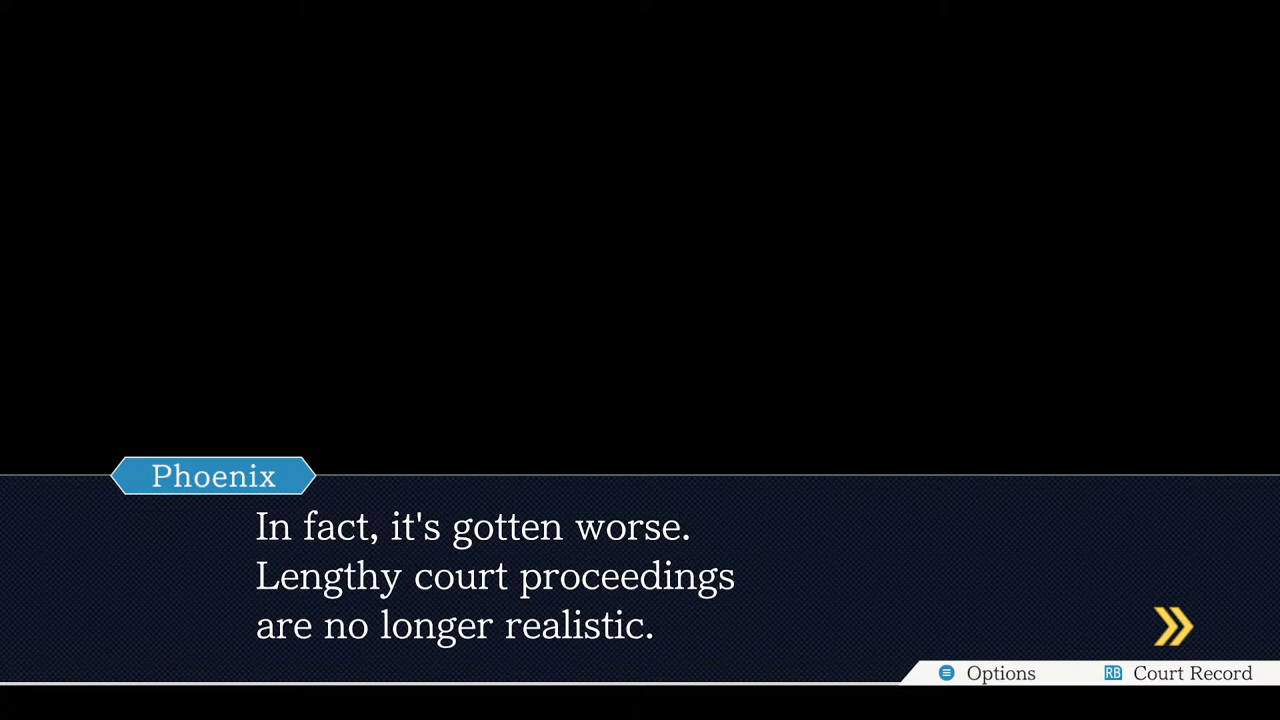 Phoenix
In fact, it's gotten worse.
Lengthy court proceedings
are no longer realistic.
Options
RB Court Record